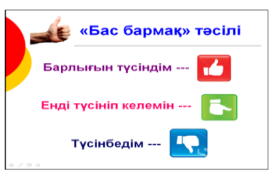 «Бас бармақ» тәсілі
Барлығын түсіндім ---
Енді түсініп келемін ---
Түсінбедім ---